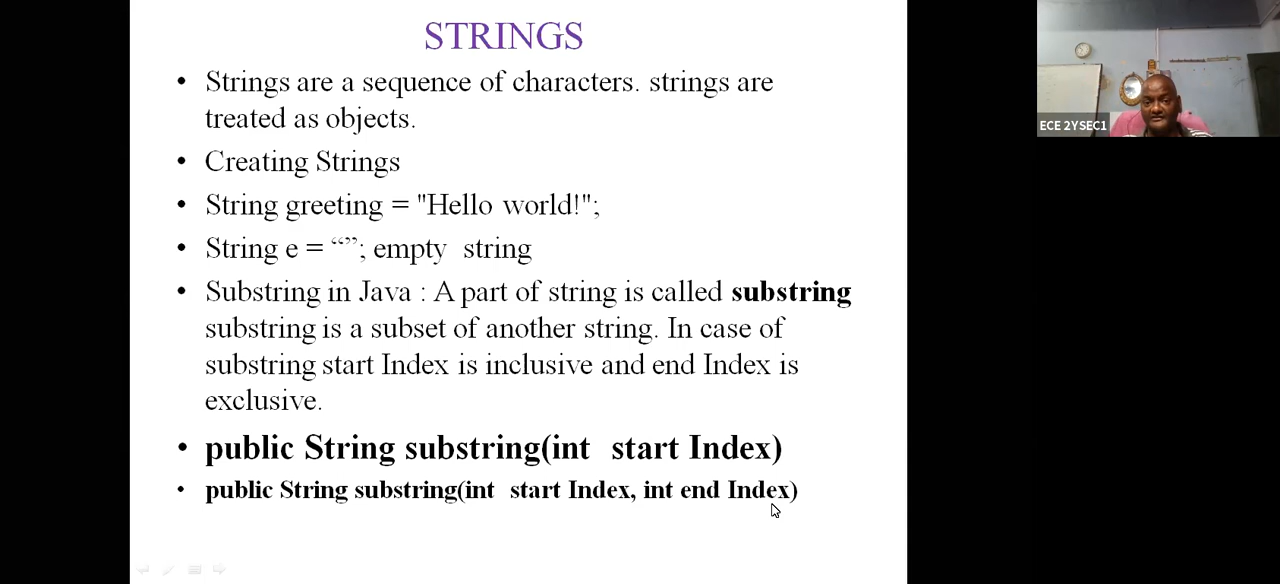 STRINGS
• Strings are a sequence of characters. strings are
treated as objects.
• Creating Strings
• String greeting = "Hello world!";
• String e = “”; empty  string
• Substring in Java : A part of string is called substring
substring is a subset of another string. In case of
substring start Index is inclusive and end Index is
exclusive.
• public String substring(int  start Index)
• public String substring(int  start Index, int end Index)
ECE 2YSEC1